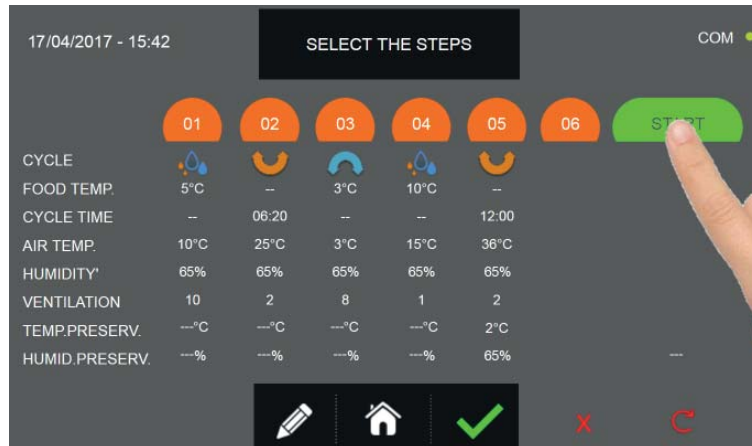 17/04/2017 - 15:42 SELECT THE STEPS COM
01 02 03 04 05 06 START
CYCLE
FOOD TEMP. 5°C -- 3°C 10°C --
CYCLE TIME -- 06:20 -- -- 12:00
AIR TEMP. 10°C 25°C 3°C 15°C 36°C
HUMIDITY' 65% 65% 65% 65% 65%
VENTILATION 10 2 8 1 2
TEMP.PRESERV. ---°C ---°C ---°C ---°C 2°C
HUMID.PRESERV. ---% ---% ---% ---% 65% ---
X